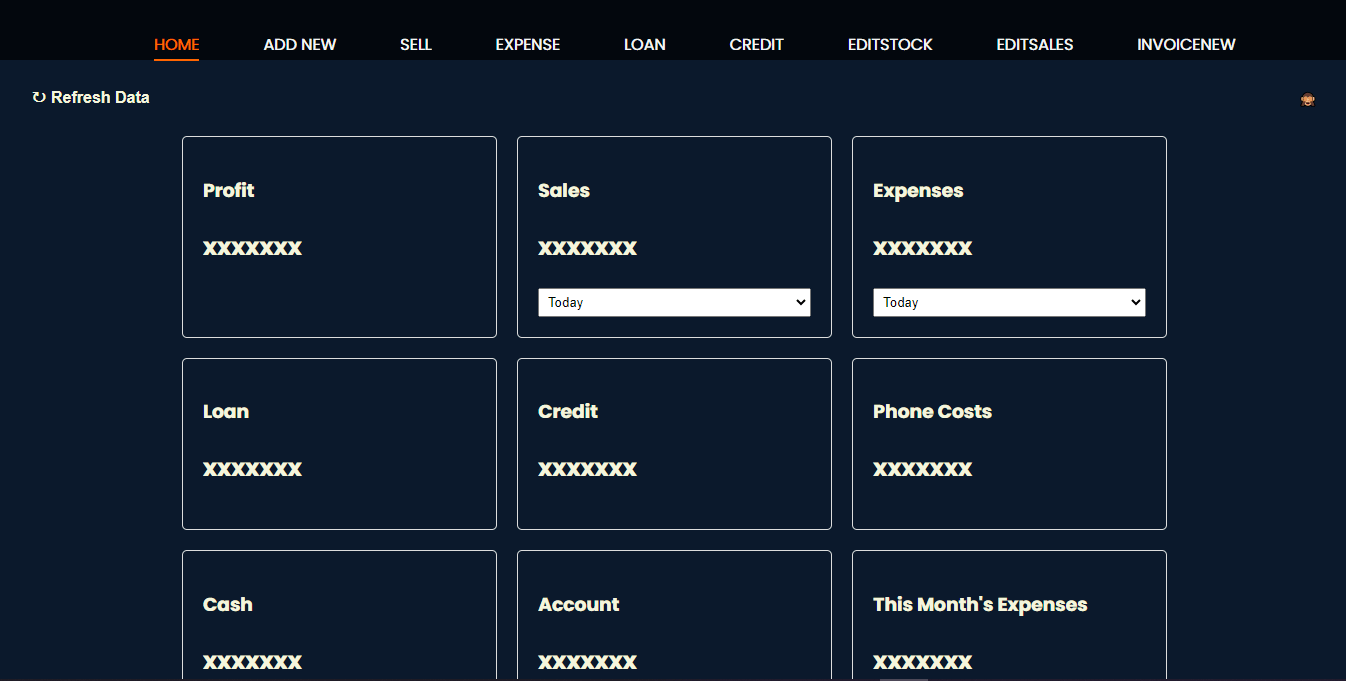 HOME ADD NEW SELL EXPENSE LOAN CREDIT EDITSTOCK EDITSALES INVOICENEW
↻ Refresh Data
Profit Sales Expenses
XXXXXXX XXXXXXX XXXXXXX
Today Today
Loan Credit Phone Costs
XXXXXXX XXXXXXX XXXXXXX
Cash Account This Month's Expenses
XXXXXXX XXXXXXX XXXXXXX